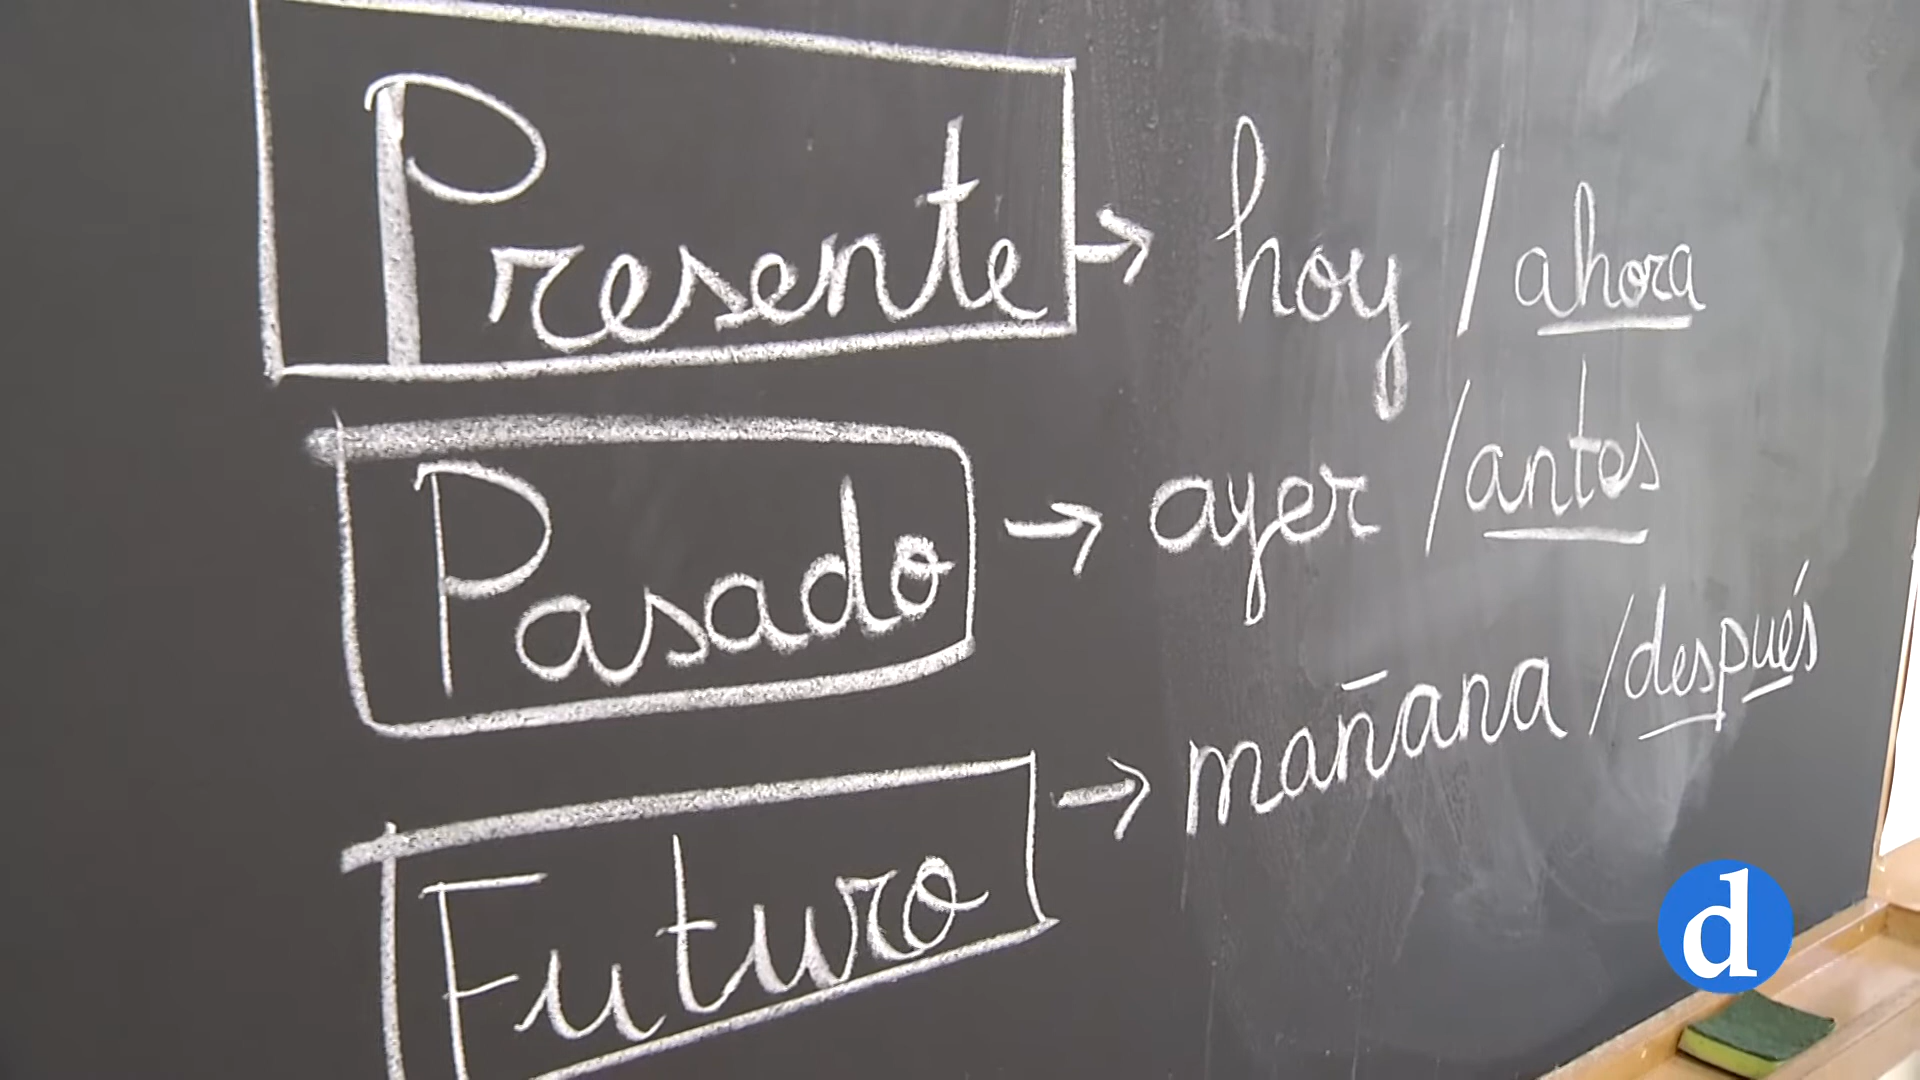 Presente → hoy / ahora
Pasado → ayer / antes
Futuro → mañana / después
d